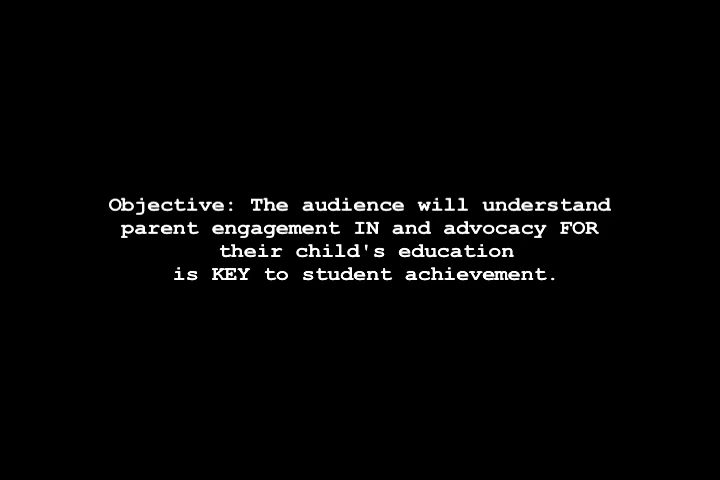 Objective: The audience will understand
parent engagement IN and advocacy FOR
their child's education
is KEY to student achievement.